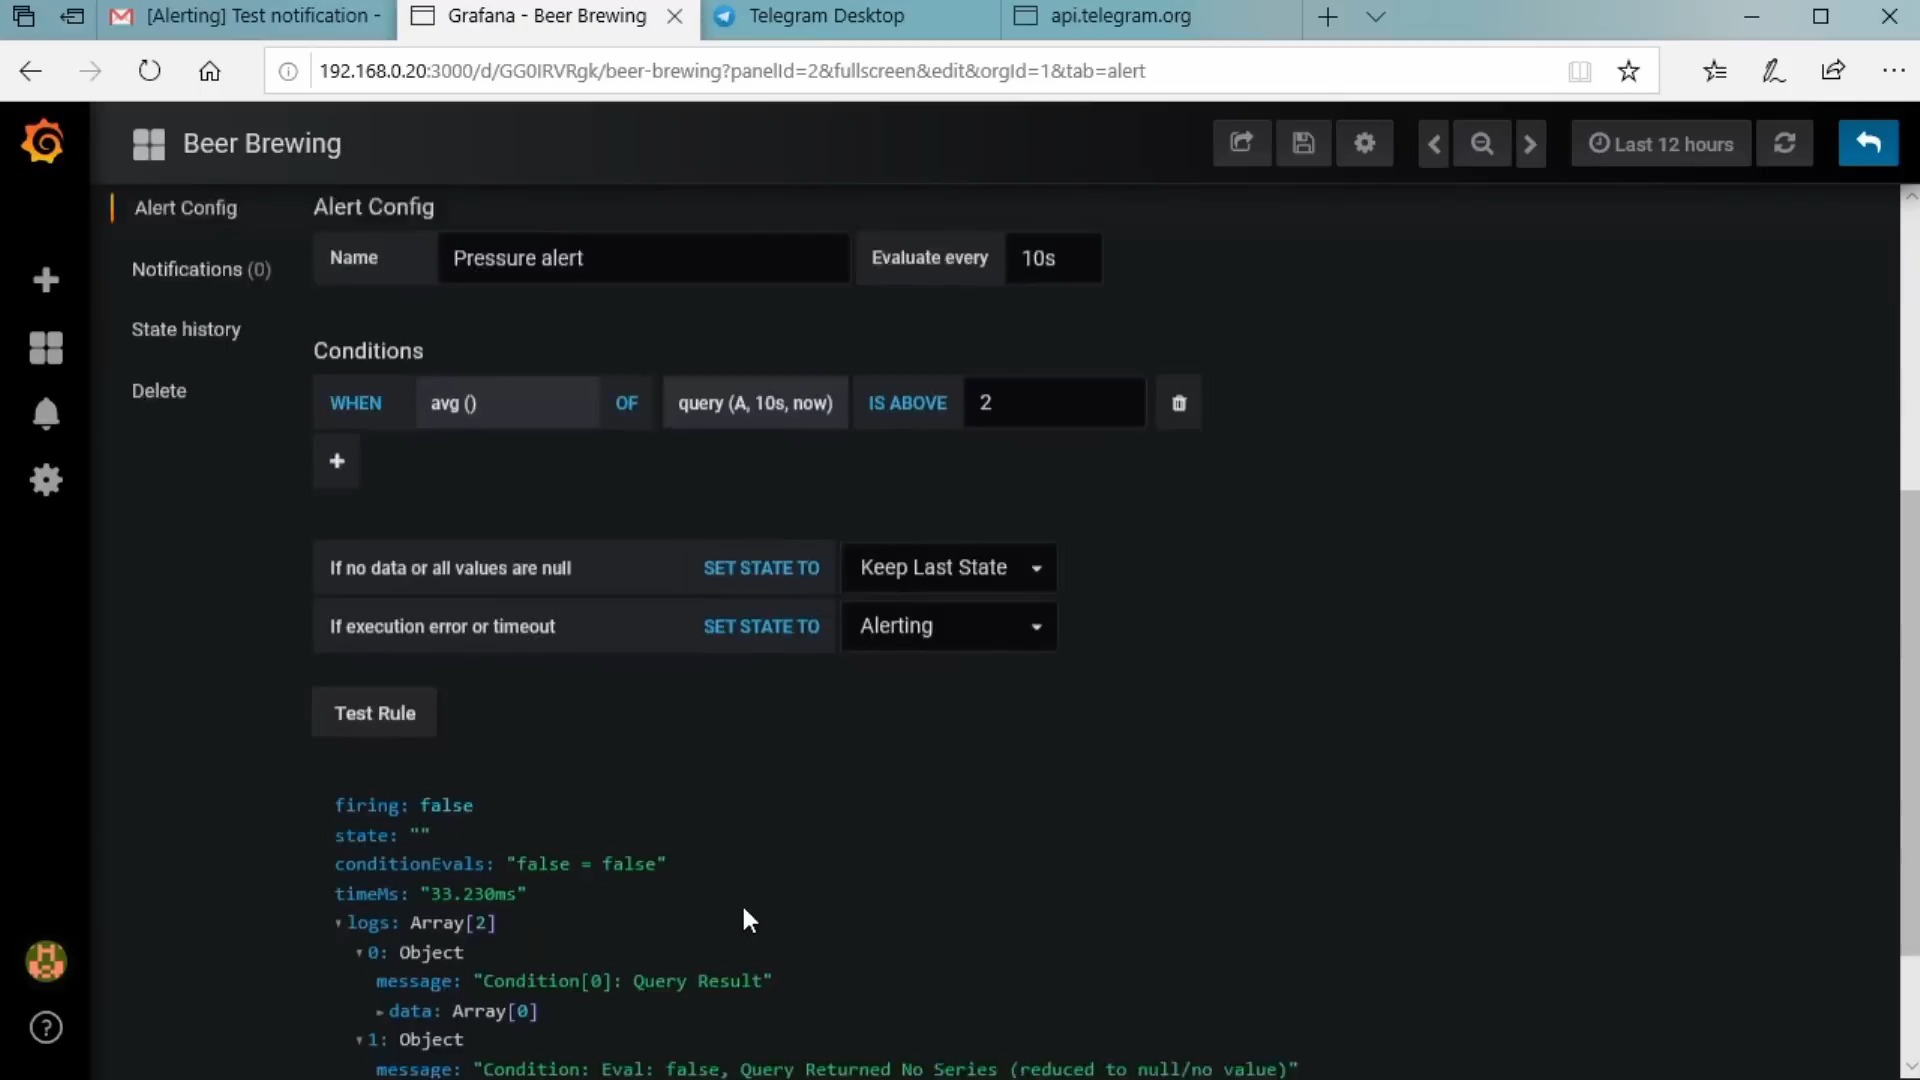 [Alerting] Test notification -
Grafana - Beer Brewing
Telegram Desktop
api.telegram.org
192.168.0.20:3000/d/GG0IRVRgk/beer-brewing?panelId=2&fullscreen&edit&orgId=1&tab=alert
Beer Brewing
Last 12 hours
Alert Config
Notifications (0)
State history
Delete
Alert Config
Name
Pressure alert
Evaluate every
10s
Conditions
WHEN avg () OF query (A, 10s, now) IS ABOVE 2
If no data or all values are null SET STATE TO Keep Last State
If execution error or timeout SET STATE TO Alerting
Test Rule
firing: false
state: ""
conditionEvals: "false = false"
timeMs: "33.230ms"
logs: Array[2]
0: Object
message: "Condition[0]: Query Result"
data: Array[0]
1: Object
message: "Condition: Eval: false, Query Returned No Series (reduced to null/no value)"